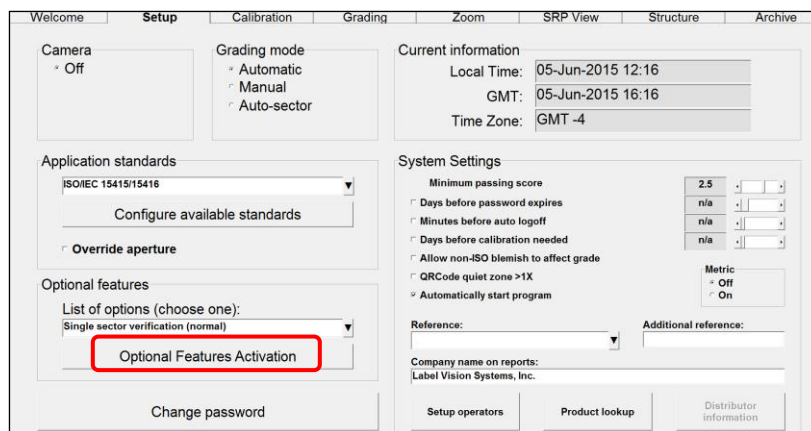 Welcome Setup Calibration Grading Zoom SRP View Structure Archive
Camera
Off
Grading mode
Automatic
Manual
Auto-sector
Current information
Local Time: 05-Jun-2015 12:16
GMT: 05-Jun-2015 16:16
Time Zone: GMT -4
Application standards
ISO/IEC 15415/15416
Configure available standards
Override aperture
Optional features
List of options (choose one):
Single sector verification (normal)
Optional Features Activation
Change password
System Settings
Minimum passing score 2.5
Days before password expires n/a
Minutes before auto logoff n/a
Days before calibration needed n/a
Allow non-ISO blemish to affect grade
QRCode quiet zone >1X
Automatically start program
Metric
Off
On
Reference: Additional reference:
Company name on reports:
Label Vision Systems, Inc.
Setup operators Product lookup Distributor
information